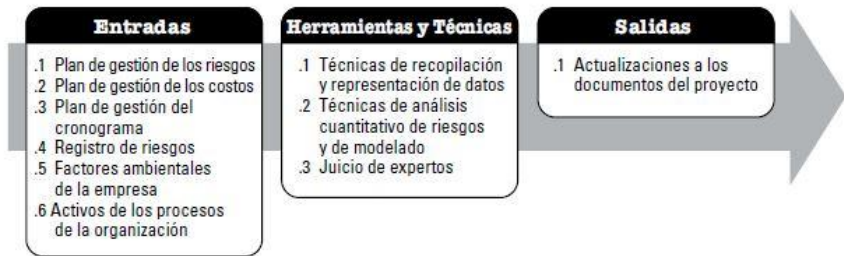 Entradas
.1 Plan de gestión de los riesgos
.2 Plan de gestión de los costos
.3 Plan de gestión del
cronograma
.4 Registro de riesgos
.5 Factores ambientales
de la empresa
.6 Activos de los procesos
de la organización
Herramientas y Técnicas
.1 Técnicas de recopilación
y representación de datos
.2 Técnicas de análisis
cuantitativo de riesgos
y de modelado
.3 Juicio de expertos
Salidas
.1 Actualizaciones a los
documentos del proyecto